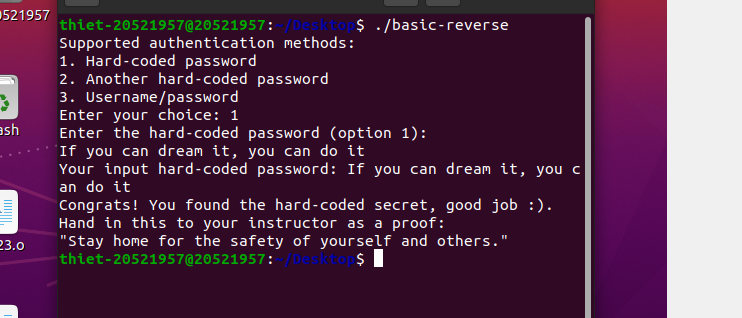 0521957
thiet-20521957@20521957:~/Desktop$ ./basic-reverse
Supported authentication methods:
1. Hard-coded password
2. Another hard-coded password
3. Username/password
Enter your choice: 1
Enter the hard-coded password (option 1):
If you can dream it, you can do it
Your input hard-coded password: If you can dream it, you c
an do it
Congrats! You found the hard-coded secret, good job :).
Hand in this to your instructor as a proof:
"Stay home for the safety of yourself and others."
thiet-20521957@20521957:~/Desktop$
ash
23.o